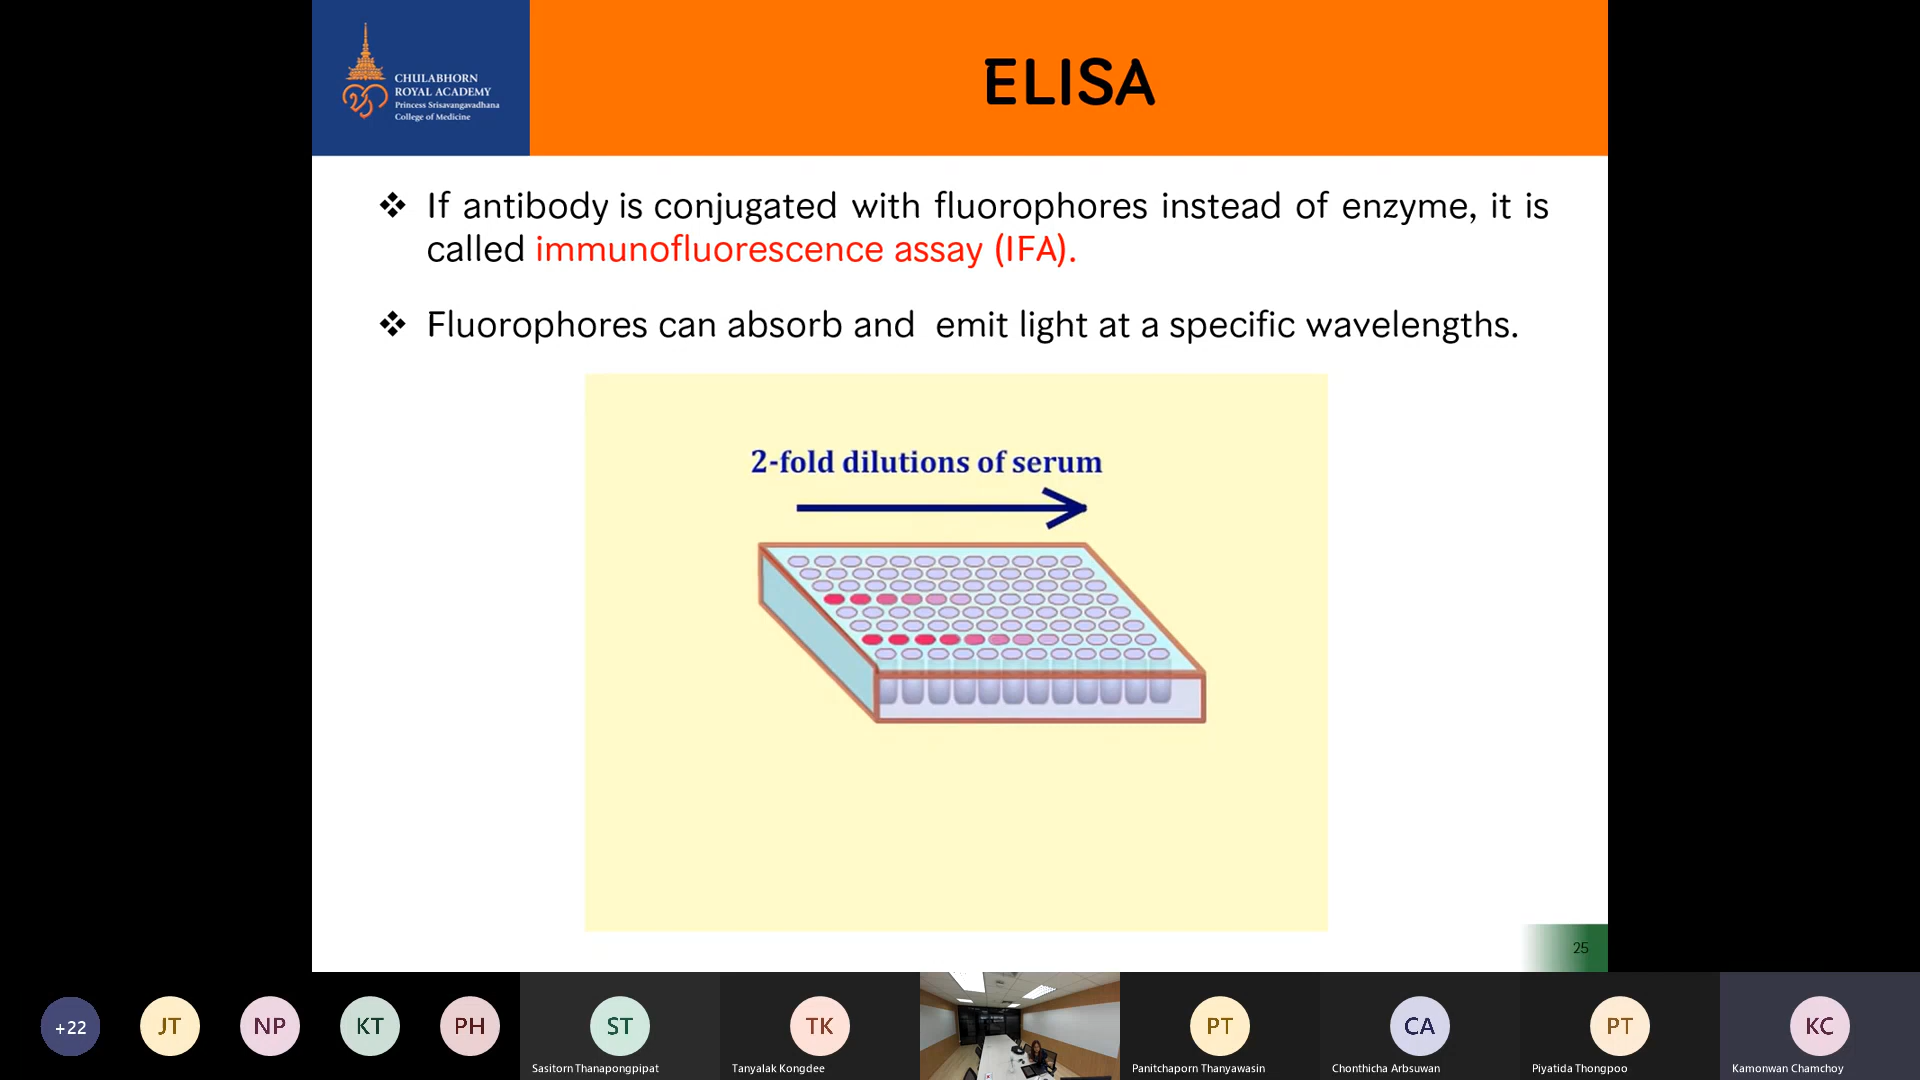 CHULABHORN
ROYAL ACADEMY
Princess Srisavangavadhana
College of Medicine
ELISA
❖ If antibody is conjugated with fluorophores instead of enzyme, it is
called immunofluorescence assay (IFA).
❖ Fluorophores can absorb and  emit light at a specific wavelengths.
2-fold dilutions of serum
25
+22
JT
NP
KT
PH
ST
Sasitorn Thanapongpipat
TK
Tanyalak Kongdee
PT
Panitchaporn Thanyawasin
CA
Chonthicha Arbsuwan
PT
Piyatida Thongpoo
KC
Kamonwan Chamchoy